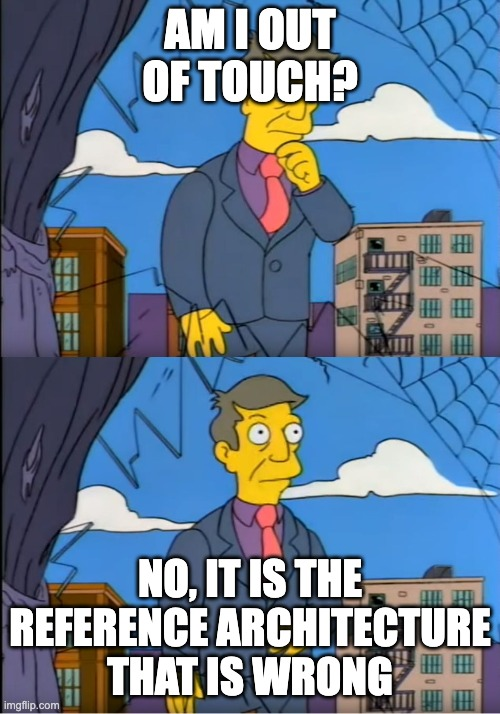 AM I OUT
OF TOUCH?
NO, IT IS THE
REFERENCE ARCHITECTURE
THAT IS WRONG
imgflip.com